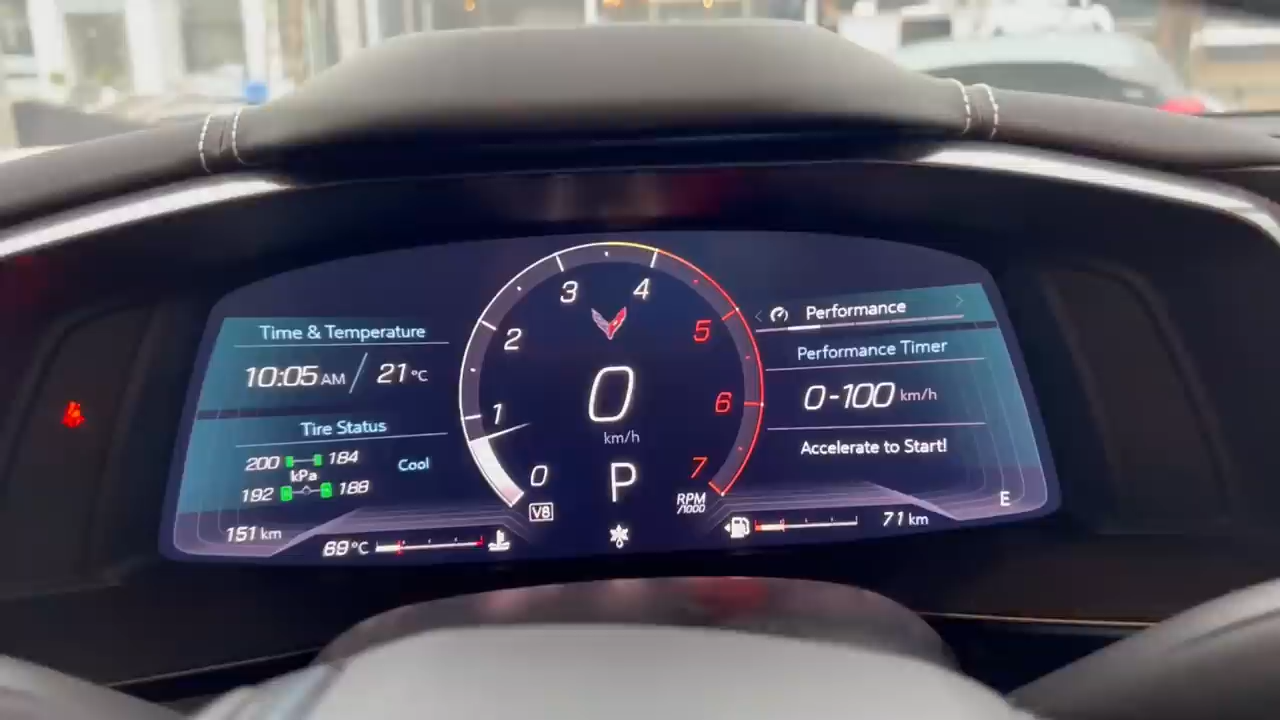 Time & Temperature
10:05 AM / 21 °C
Tire Status
200 184
kPa
192 188
Cool
151 km
69 °C
3 4
2 5
1 6
0 7
0
km/h
P
V8
RPM
/1000
< Performance >
Performance Timer
0-100 km/h
Accelerate to Start!
E
71 km